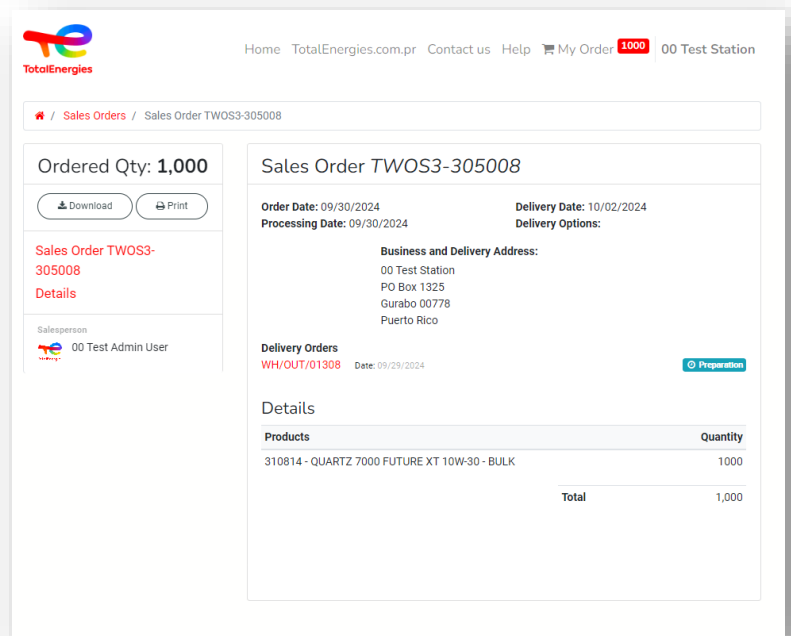 TotalEnergies
Home TotalEnergies.com.pr Contact us Help My Order 1000 00 Test Station
/ Sales Orders / Sales Order TWOS3-305008
Ordered Qty: 1,000
Download Print
Sales Order TWOS3-
305008
Details
Salesperson
00 Test Admin User
Sales Order TWOS3-305008
Order Date: 09/30/2024 Delivery Date: 10/02/2024
Processing Date: 09/30/2024 Delivery Options:
Business and Delivery Address:
00 Test Station
PO Box 1325
Gurabo 00778
Puerto Rico
Delivery Orders
WH/OUT/01308 Date: 09/29/2024 Preparation
Details
Products Quantity
310814 - QUARTZ 7000 FUTURE XT 10W-30 - BULK 1000
Total 1,000